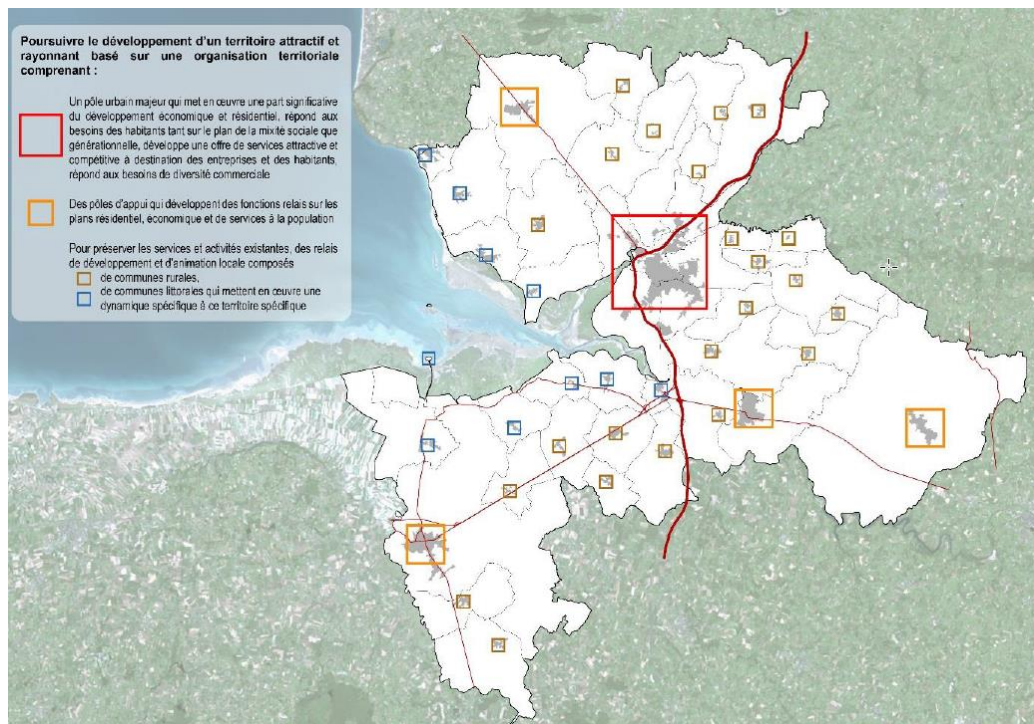 Poursuivre le développement d'un territoire attractif et
rayonnant basé sur une organisation territoriale
comprenant :
Un pôle urbain majeur qui met en œuvre une part significative
du développement économique et résidentiel, répond aux
besoins des habitants tant sur le plan de la mixité sociale que
générationnelle, développe une offre de services attractive et
compétitive à destination des entreprises et des habitants,
répond aux besoins de diversité commerciale
Des pôles d'appui qui développent des fonctions relais sur les
plans résidentiel, économique et de services à la population
Pour préserver les services et activités existantes, des relais
de développement et d'animation locale composés
de communes rurales,
de communes littorales qui mettent en œuvre une
dynamique spécifique à ce territoire spécifique